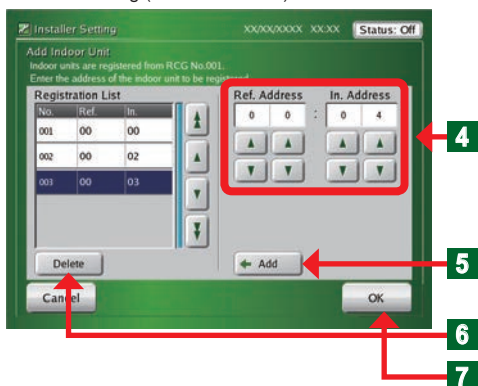 Installer Setting
XX/XX/XXXX XX:XX
Status: Off
Add Indoor Unit
Indoor units are registered from RCG No.001.
Enter the address of the indoor unit to be registered.
Registration List
No. Ref. In.
001 00 00
002 00 02
003 00 03
Delete
Cancel
Ref. Address In. Address
0 0 : 0 4
Add
OK
4
5
6
7